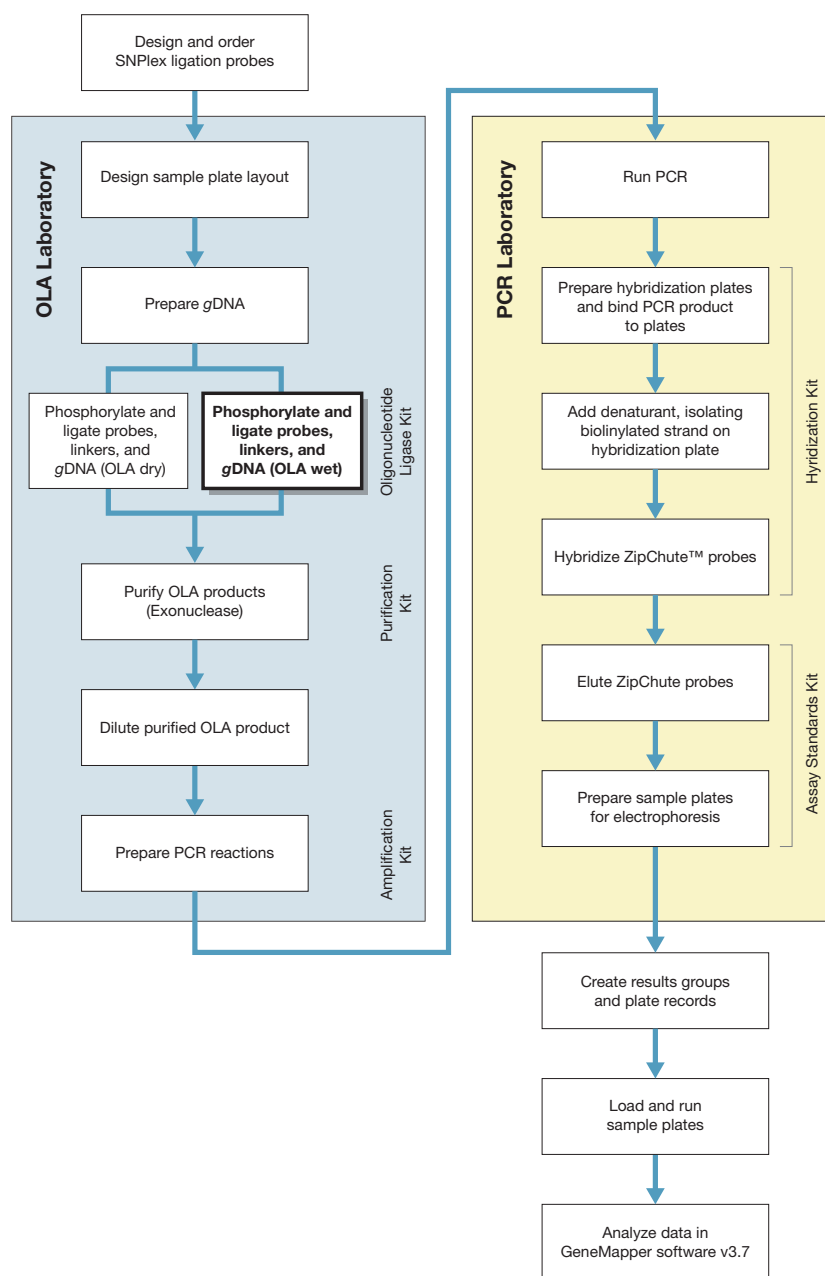 Design and order
SNPlex ligation probes
OLA Laboratory
Design sample plate layout
Prepare gDNA
Phosphorylate and
ligate probes,
linkers, and
gDNA (OLA dry)
Phosphorylate and
ligate probes,
linkers, and
gDNA (OLA wet)
Oligonucleotide
Ligase Kit
Purify OLA products
(Exonuclease)
Purification
Kit
Dilute purified OLA product
Prepare PCR reactions
Amplification
Kit
PCR Laboratory
Run PCR
Prepare hybridization plates
and bind PCR product
to plates
Add denaturant, isolating
biolinylated strand on
hybridization plate
Hybridize ZipChute™ probes
Hyridization Kit
Elute ZipChute probes
Prepare sample plates
for electrophoresis
Assay Standards Kit
Create results groups
and plate records
Load and run
sample plates
Analyze data in
GeneMapper software v3.7